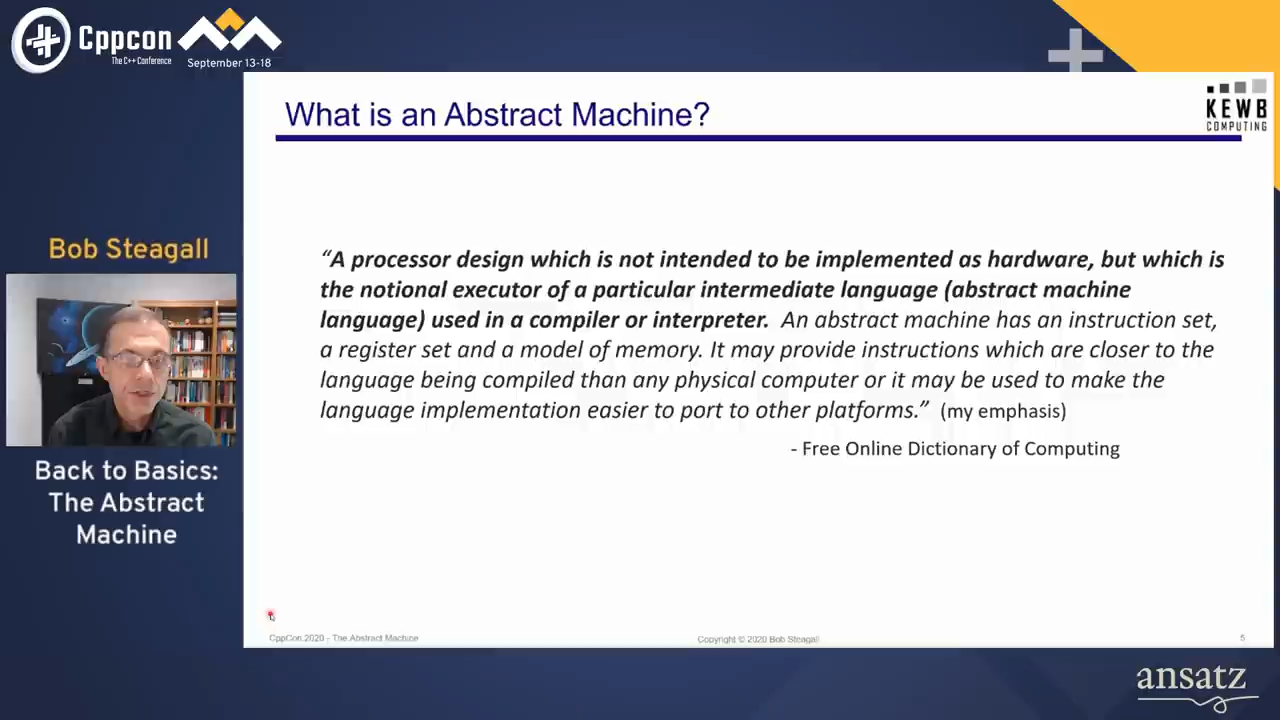 Cppcon
The C++ Conference
September 13-18
What is an Abstract Machine?
KEWB
COMPUTING
Bob Steagall
Back to Basics:
The Abstract
Machine
“A processor design which is not intended to be implemented as hardware, but which is
the notional executor of a particular intermediate language (abstract machine
language) used in a compiler or interpreter. An abstract machine has an instruction set,
a register set and a model of memory. It may provide instructions which are closer to the
language being compiled than any physical computer or it may be used to make the
language implementation easier to port to other platforms.” (my emphasis)
- Free Online Dictionary of Computing
CppCon 2020 - The Abstract Machine
Copyright © 2020 Bob Steagall
5
ansatz